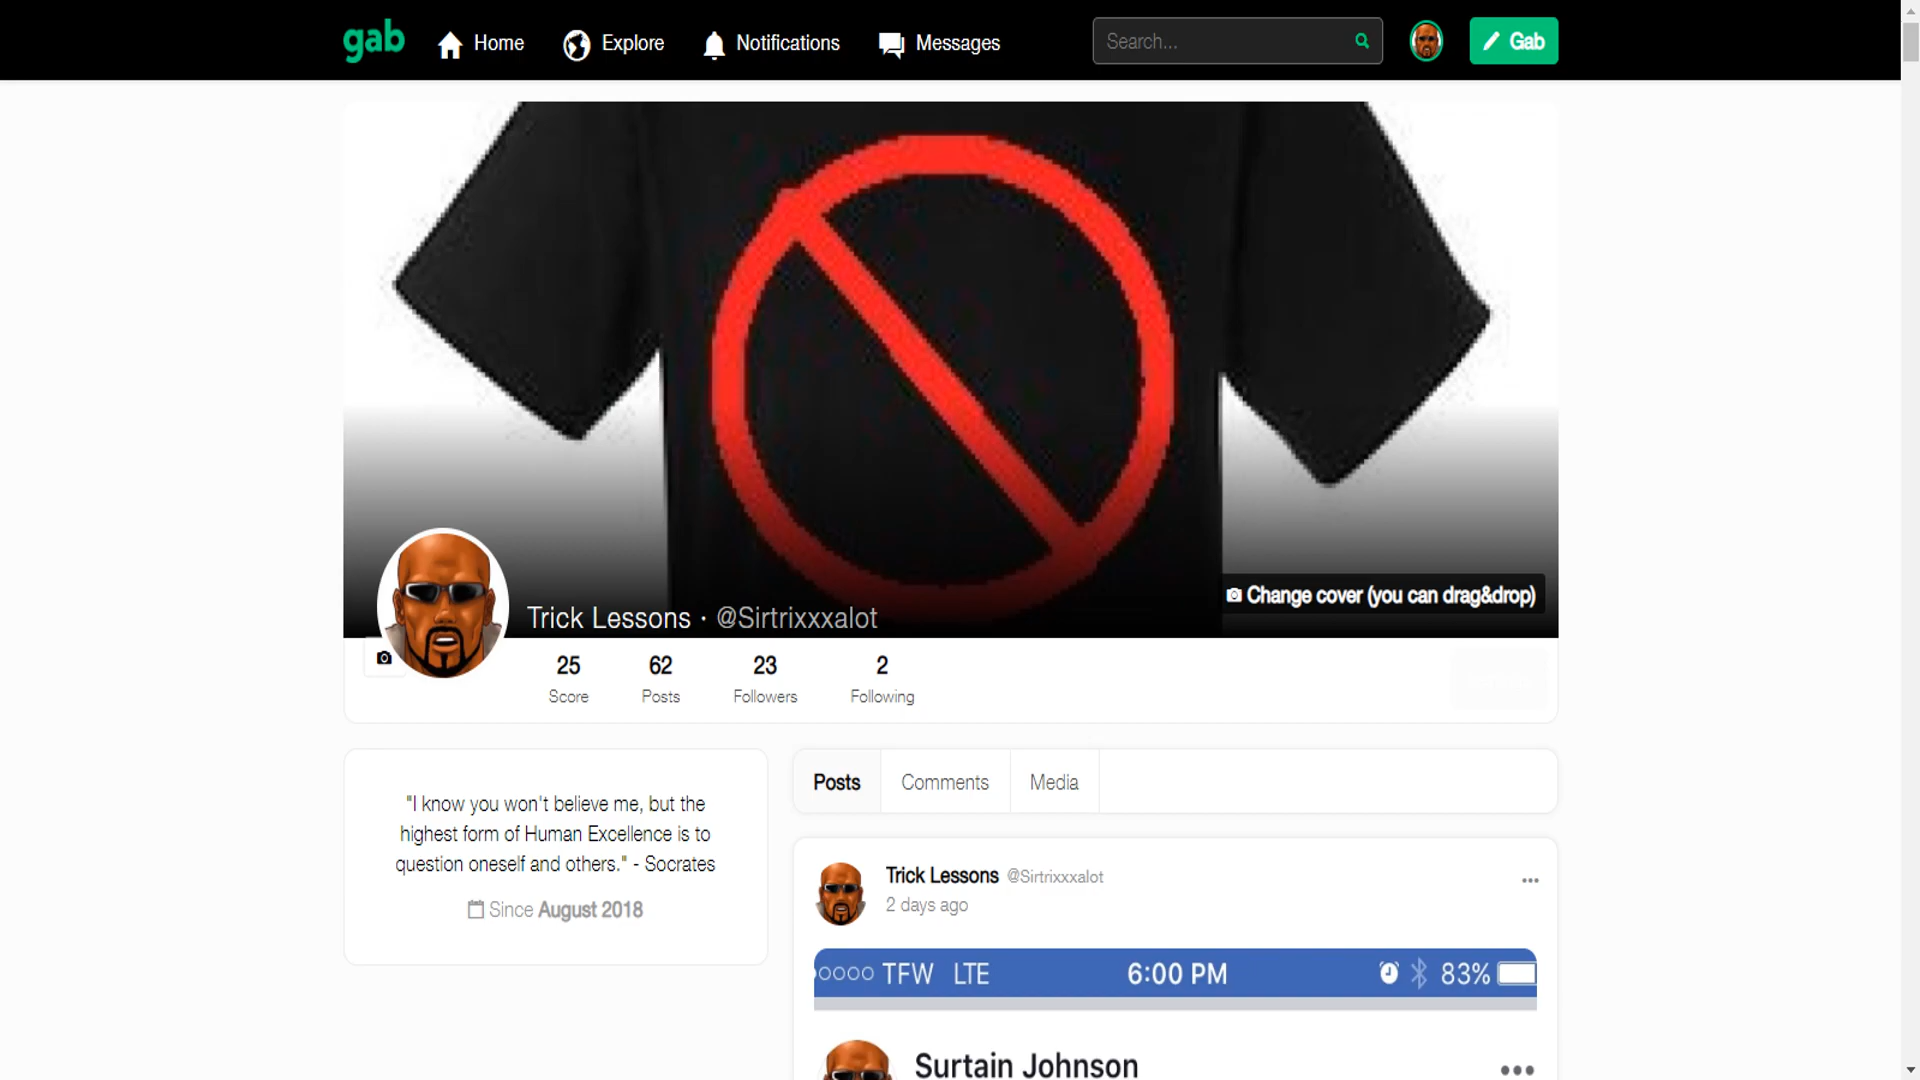 gab Home Explore Notifications Messages Search... Gab
Change cover (you can drag&drop)
Trick Lessons · @Sirtrixxxalot
25 62 23 2
Score Posts Followers Following
Posts Comments Media
"I know you won't believe me, but the
highest form of Human Excellence is to
question oneself and others." - Socrates
Since August 2018
Trick Lessons @Sirtrixxxalot
2 days ago
TFW LTE 6:00 PM 83%
Surtain Johnson